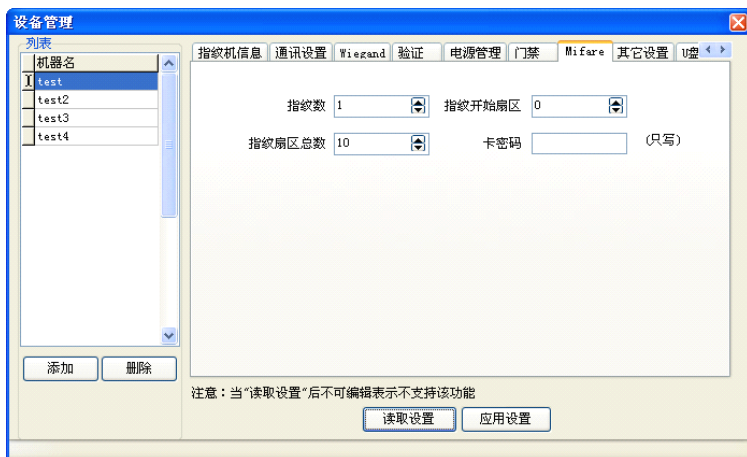 设备管理
列表
机器名
test
test2
test3
test4
添加 删除
指纹机信息 通讯设置 Wiegand 验证 电源管理 门禁 Mifare 其它设置 U盘
指纹数 1 指纹开始扇区 0
指纹扇区总数 10 卡密码 (只写)
注意：当"读取设置"后不可编辑表示不支持该功能
读取设置 应用设置